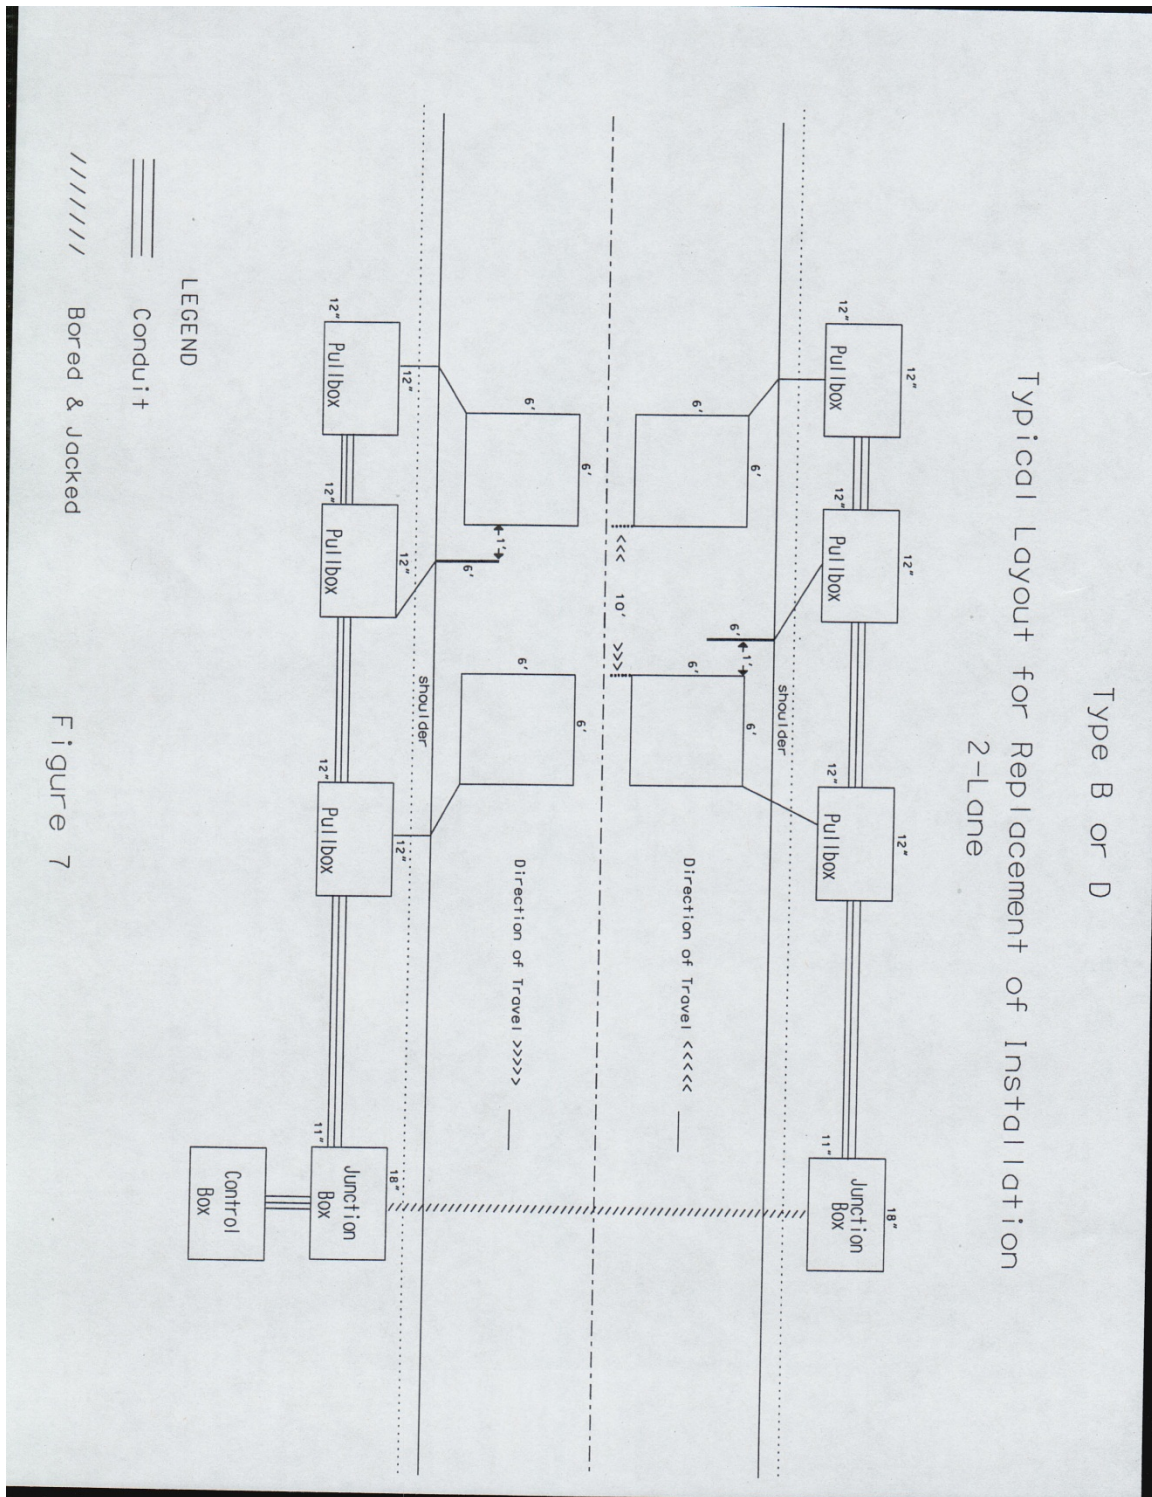 Type B or D
Typical Layout for Replacement of Installation
2-Lane
12"
12"
12"
18"
12"
Pullbox
12"
Pullbox
12"
Pullbox
11"
Junction
Box
shoulder
6'
6'
6'
1'
6'
6'
Direction of Travel <<<<<
<<< 10' >>>
6'
6'
6'
6'
1'
6'
Direction of Travel >>>>>
shoulder
12"
12"
12"
18"
12"
Pullbox
12"
Pullbox
12"
Pullbox
11"
Junction
Box
Control
Box
LEGEND
Conduit
Bored & Jacked
Figure 7